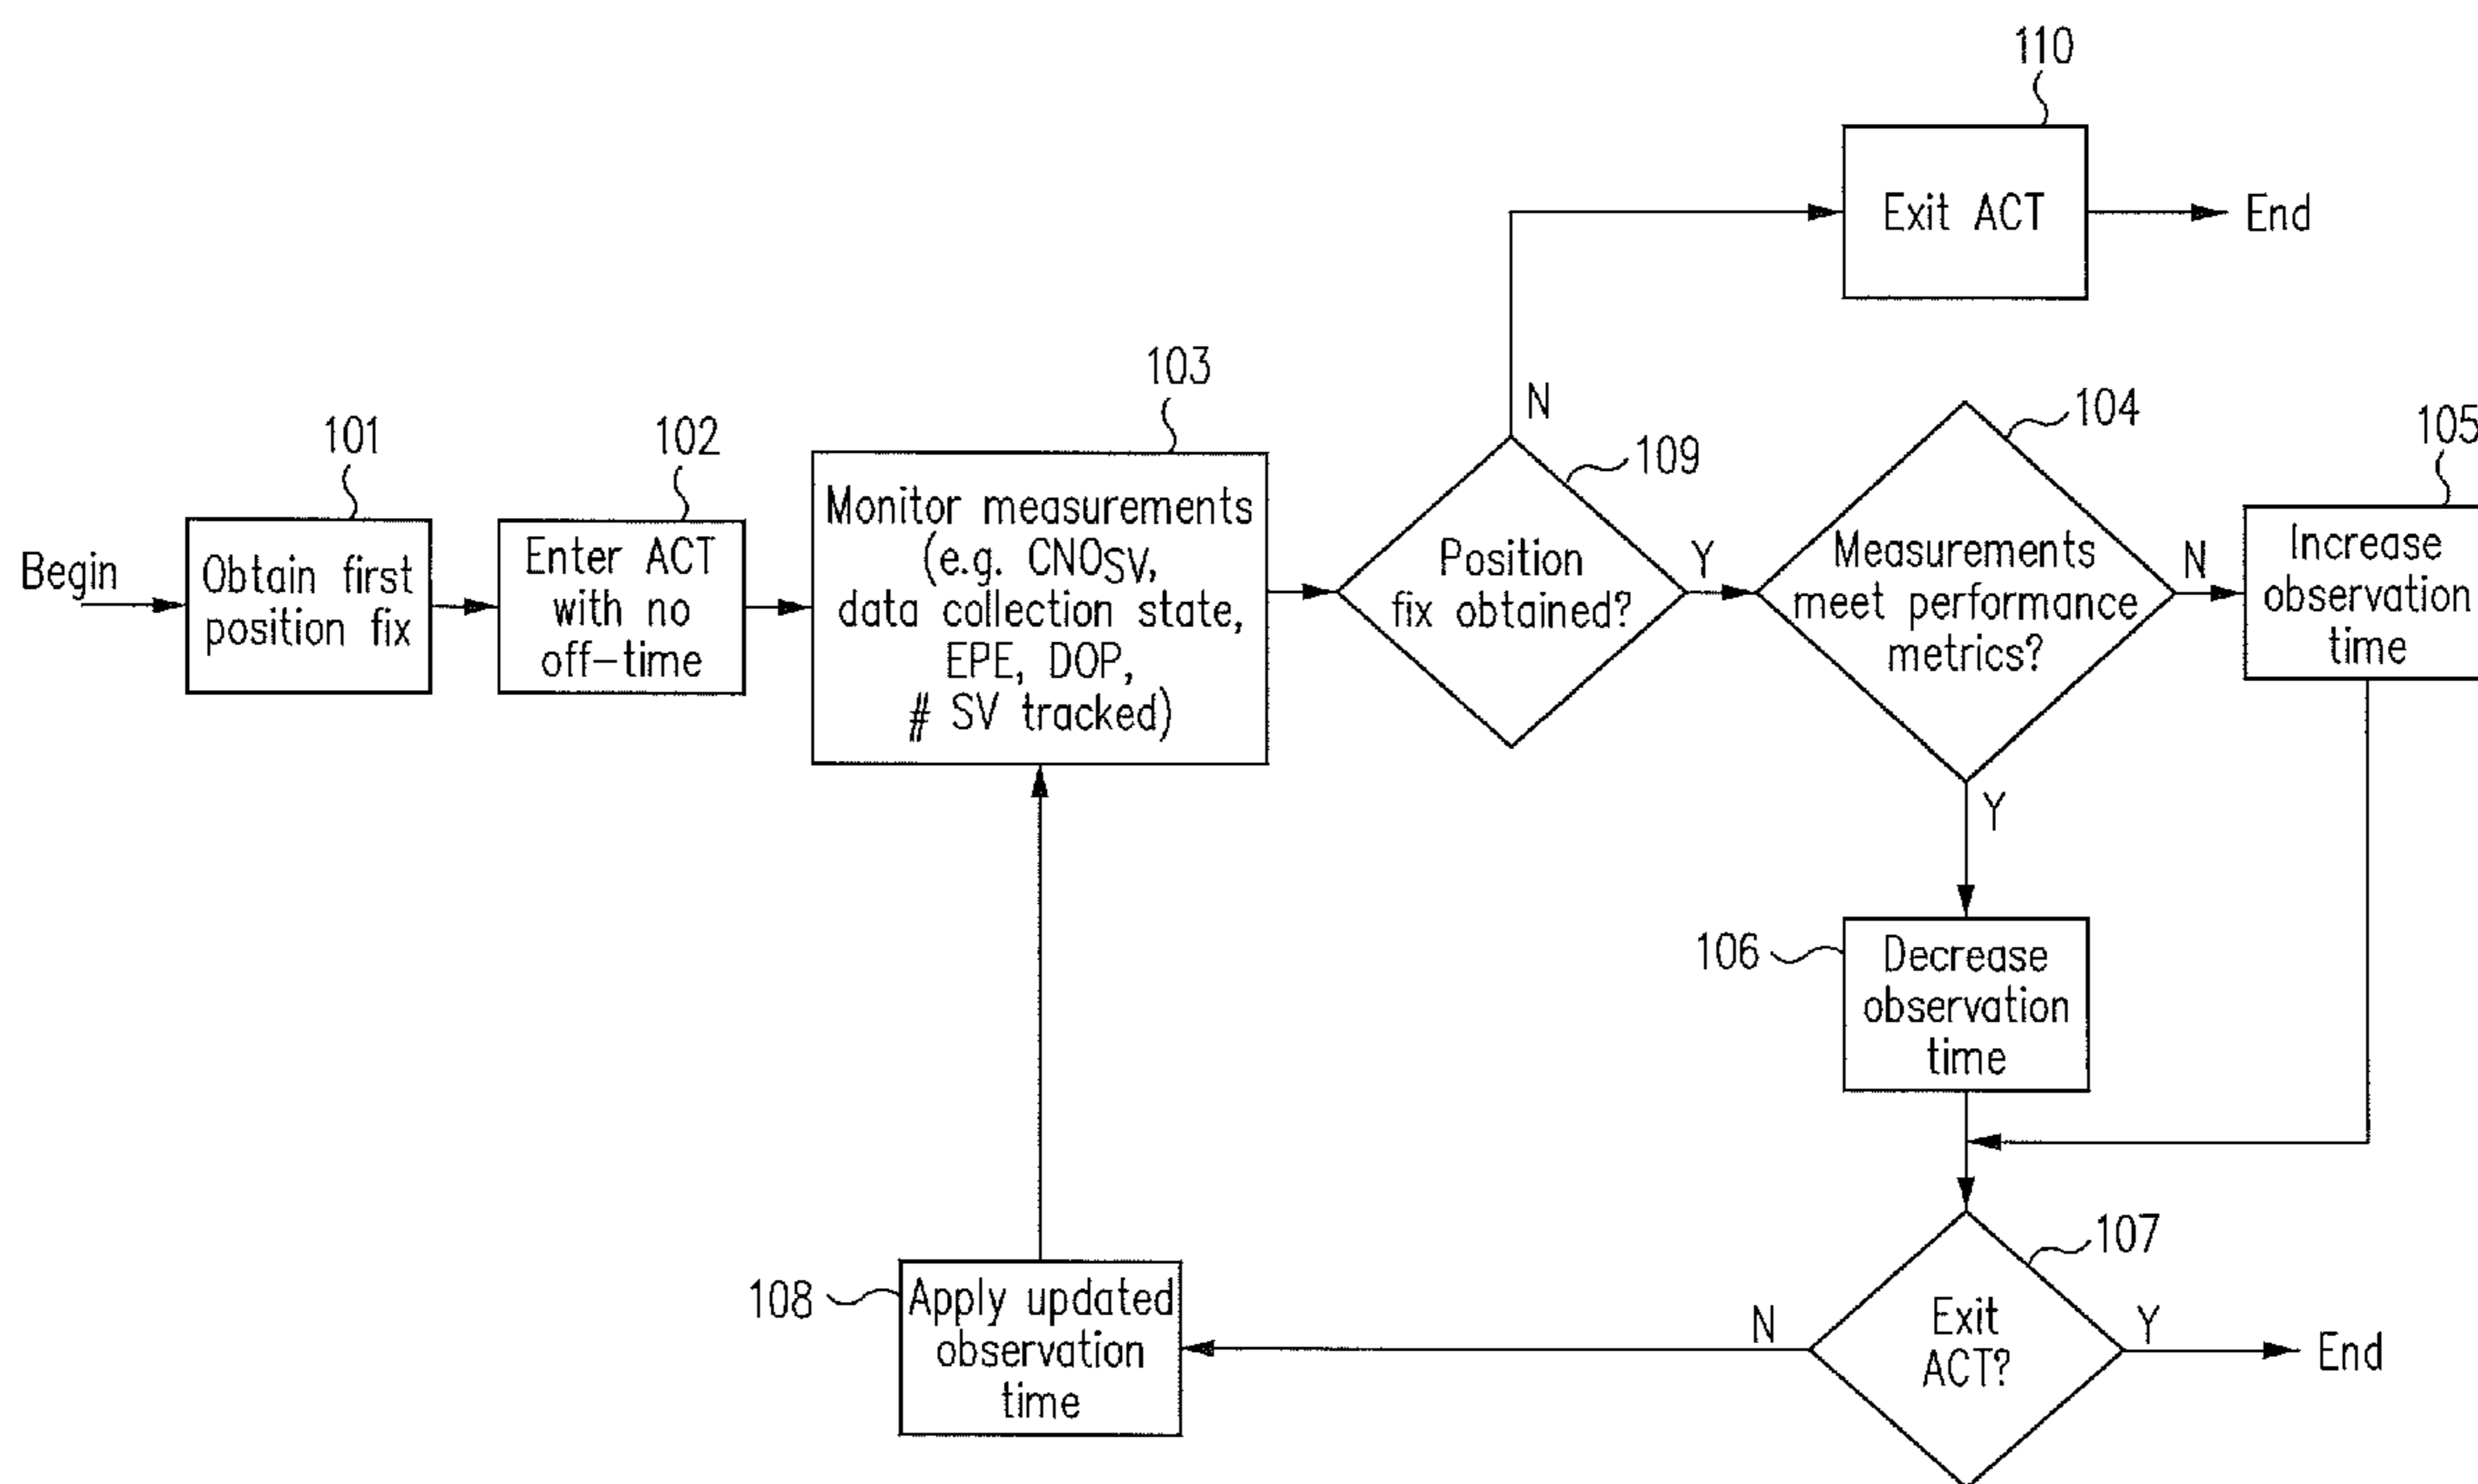 Begin
101
Obtain first
position fix
102
Enter ACT
with no
off-time
103
Monitor measurements
(e.g. CNOSV,
data collection state,
EPE, DOP,
# SV tracked)
109
Position
fix obtained?
N
Y
110
Exit ACT
End
104
Measurements
meet performance
metrics?
N
Y
105
Increase
observation
time
106
Decrease
observation
time
107
Exit
ACT?
N
Y
End
108
Apply updated
observation
time